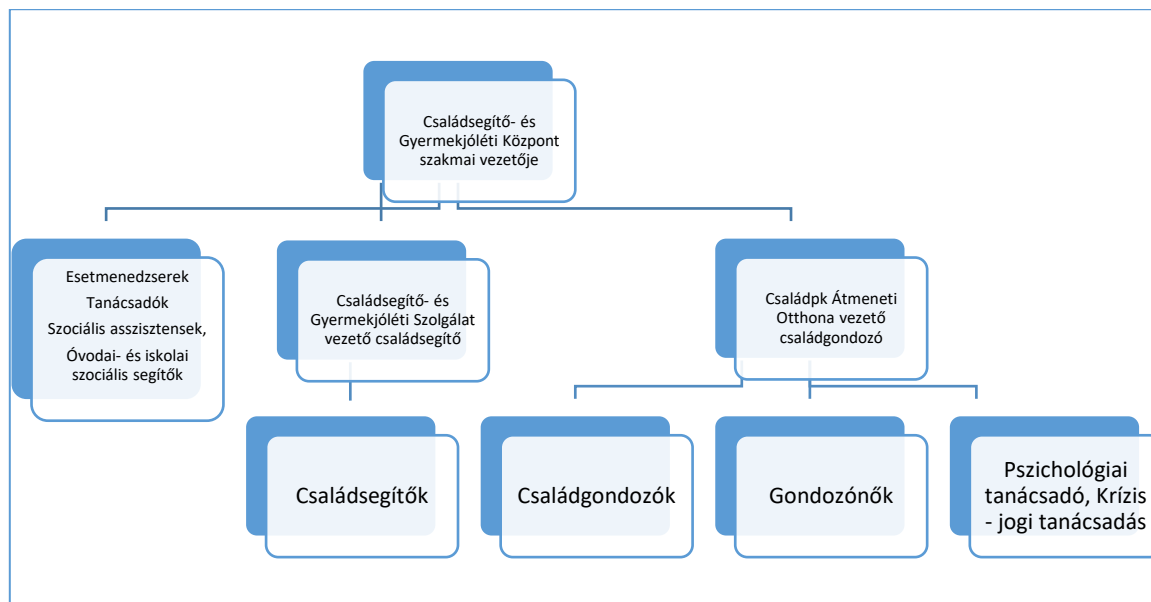 Családsegítő- és
Gyermekjóléti Központ
szakmai vezetője
Esetmenedzserek
Tanácsadók
Szociális asszisztensek,
Óvodai- és iskolai
szociális segítők
Családsegítő- és
Gyermekjóléti Szolgálat
vezető családsegítő
Családpk Átmeneti
Otthona vezető
családgondozó
Családsegítők
Családgondozók
Gondozónők
Pszichológiai
tanácsadó, Krízis
- jogi tanácsadás